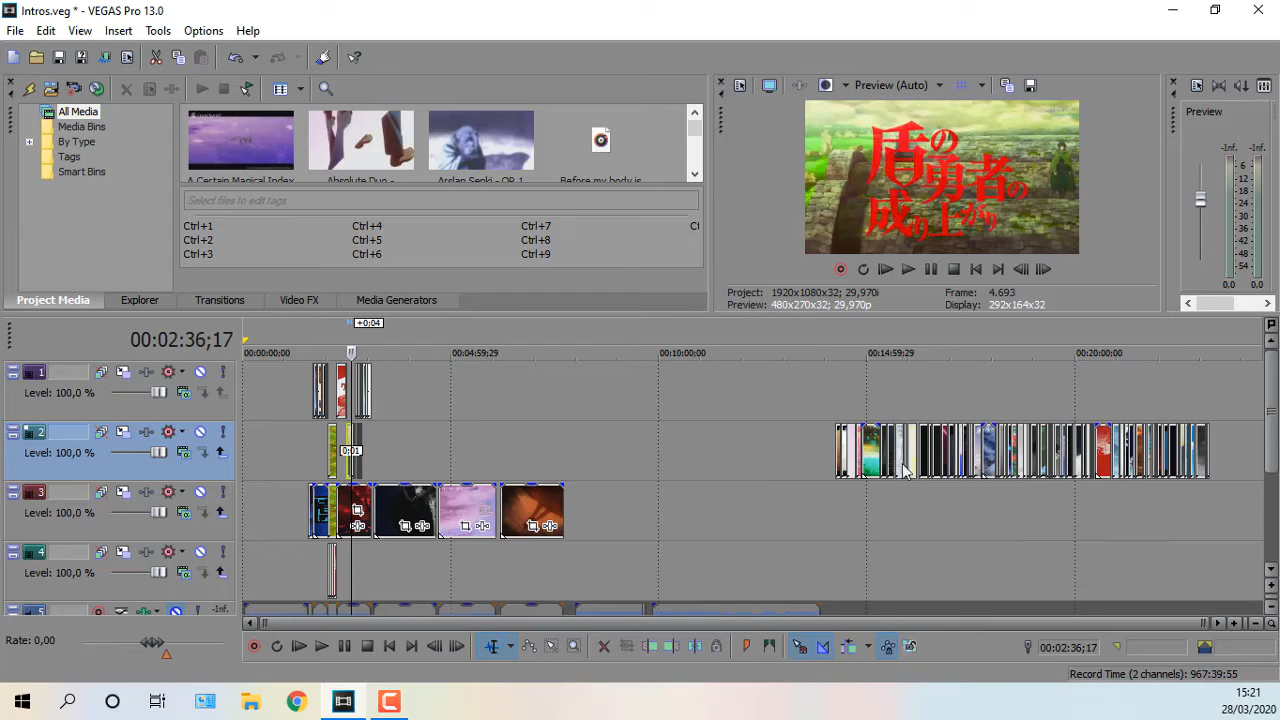 Intros.veg * - VEGAS Pro 13.0
File Edit View Insert Tools Options Help
All Media
Media Bins
By Type
Tags
Smart Bins
A Certain Magical Index
Absolute Duo -
Arslan Senki - OP 1
Before my body is
Select files to edit tags
Ctrl+1 Ctrl+4 Ctrl+7
Ctrl+2 Ctrl+5 Ctrl+8
Ctrl+3 Ctrl+6 Ctrl+9
Project Media Explorer Transitions Video FX Media Generators
Preview (Auto)
盾の
勇者の
成り上がり
Project: 1920x1080x32; 29,970i Frame: 4.693
Preview: 480x270x32; 29,970p Display: 292x164x32
Preview
-Inf. -Inf.
6
12
18
24
30
36
42
48
54
0.0 0.0
+0:04
00:02:36;17
00:00:00;00 00:04:59;29 00:10:00;00 00:14:59;29 00:20:00;00
1
Level: 100,0 %
2
Level: 100,0 %
0:01
3
Level: 100,0 %
4
Level: 100,0 %
5 -Inf.
Rate: 0,00
00:02:36;17
Record Time (2 channels): 967:39:55
15:21
28/03/2020